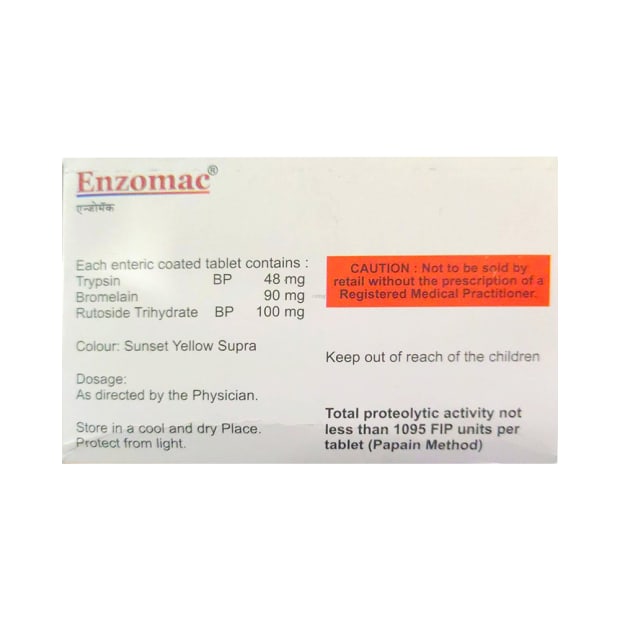 Enzomac®
एन्ज़ोमॅक
Each enteric coated tablet contains :
Trypsin BP 48 mg
Bromelain 90 mg
Rutoside Trihydrate BP 100 mg
Colour: Sunset Yellow Supra
Dosage:
As directed by the Physician.
Store in a cool and dry Place.
Protect from light.
CAUTION : Not to be sold by
retail without the prescription of a
Registered Medical Practitioner.
Keep out of reach of the children
Total proteolytic activity not
less than 1095 FIP units per
tablet (Papain Method)